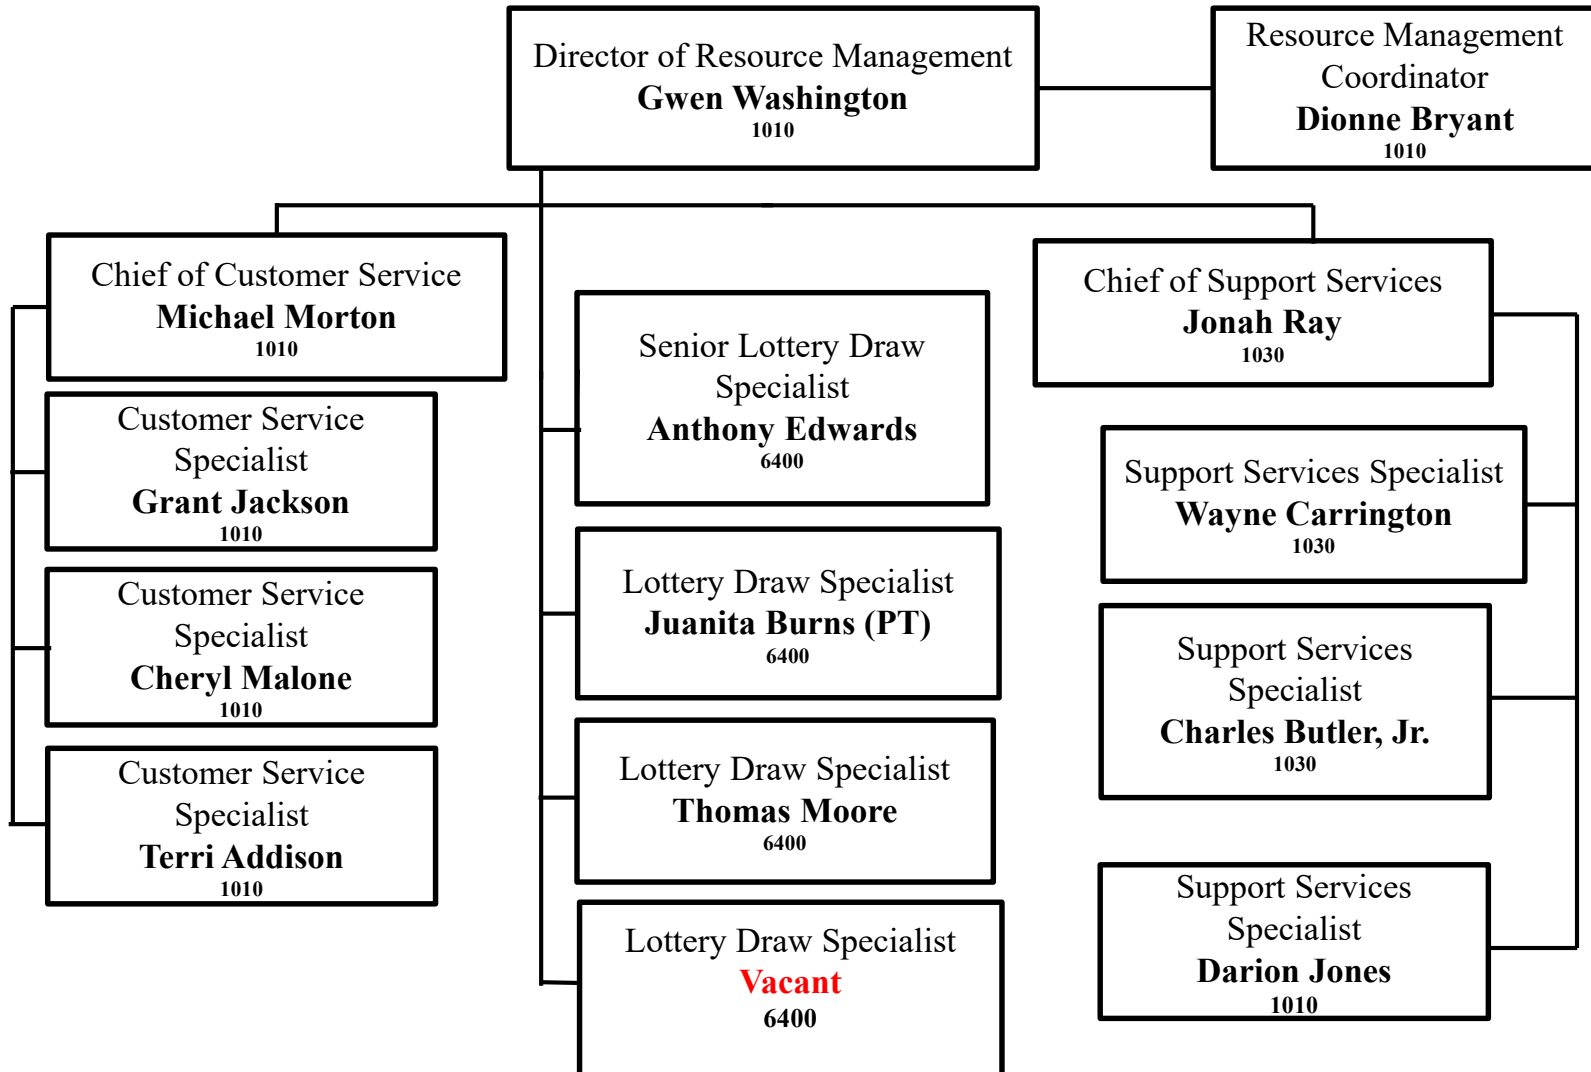 Director of Resource Management
Gwen Washington
1010
Resource Management
Coordinator
Dionne Bryant
1010
Chief of Customer Service
Michael Morton
1010
Customer Service
Specialist
Grant Jackson
1010
Customer Service
Specialist
Cheryl Malone
1010
Customer Service
Specialist
Terri Addison
1010
Senior Lottery Draw
Specialist
Anthony Edwards
6400
Lottery Draw Specialist
Juanita Burns (PT)
6400
Lottery Draw Specialist
Thomas Moore
6400
Lottery Draw Specialist
Vacant
6400
Chief of Support Services
Jonah Ray
1030
Support Services Specialist
Wayne Carrington
1030
Support Services
Specialist
Charles Butler, Jr.
1030
Support Services
Specialist
Darion Jones
1010